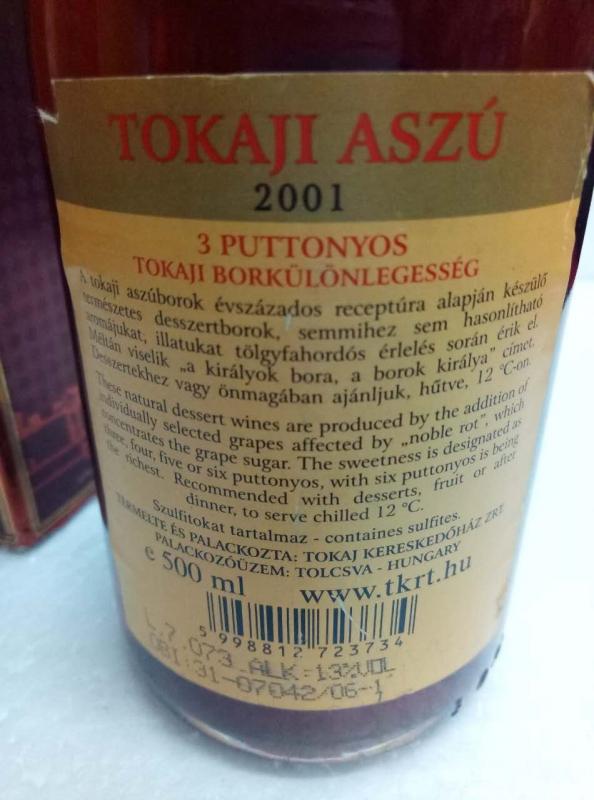 TOKAJI ASZÚ
2001
3 PUTTONYOS
TOKAJI BORKÜLÖNLEGESSÉG
A tokaji aszúborok évszázados receptúra alapján készülő
természetes desszertborok, semmihez sem hasonlítható
aromájukat, illatukat tölgyfahordós érlelés során érik el.
Méltán viselik „a királyok bora, a borok királya” címet.
Desszertekhez vagy önmagában ajánljuk, hűtve, 12 °C-on.
These natural dessert wines are produced by the addition of
individually selected grapes affected by „noble rot”, which
concentrates the grape sugar. The sweetness is designated as
three, four, five or six puttonyos, with six puttonyos is being
the richest. Recommended with desserts, fruit or after
dinner, to serve chilled 12 °C.
Szulfitokat tartalmaz - containes sulfites.
TERMELTE ÉS PALACKOZTA: TOKAJ KERESKEDŐHÁZ ZRT.
PALACKOZÓÜZEM: TOLCSVA - HUNGARY
e 500 ml www.tkrt.hu
5 998812 723734
L.7.073 ALK:13%VOL
OBI:31-07042/06-1